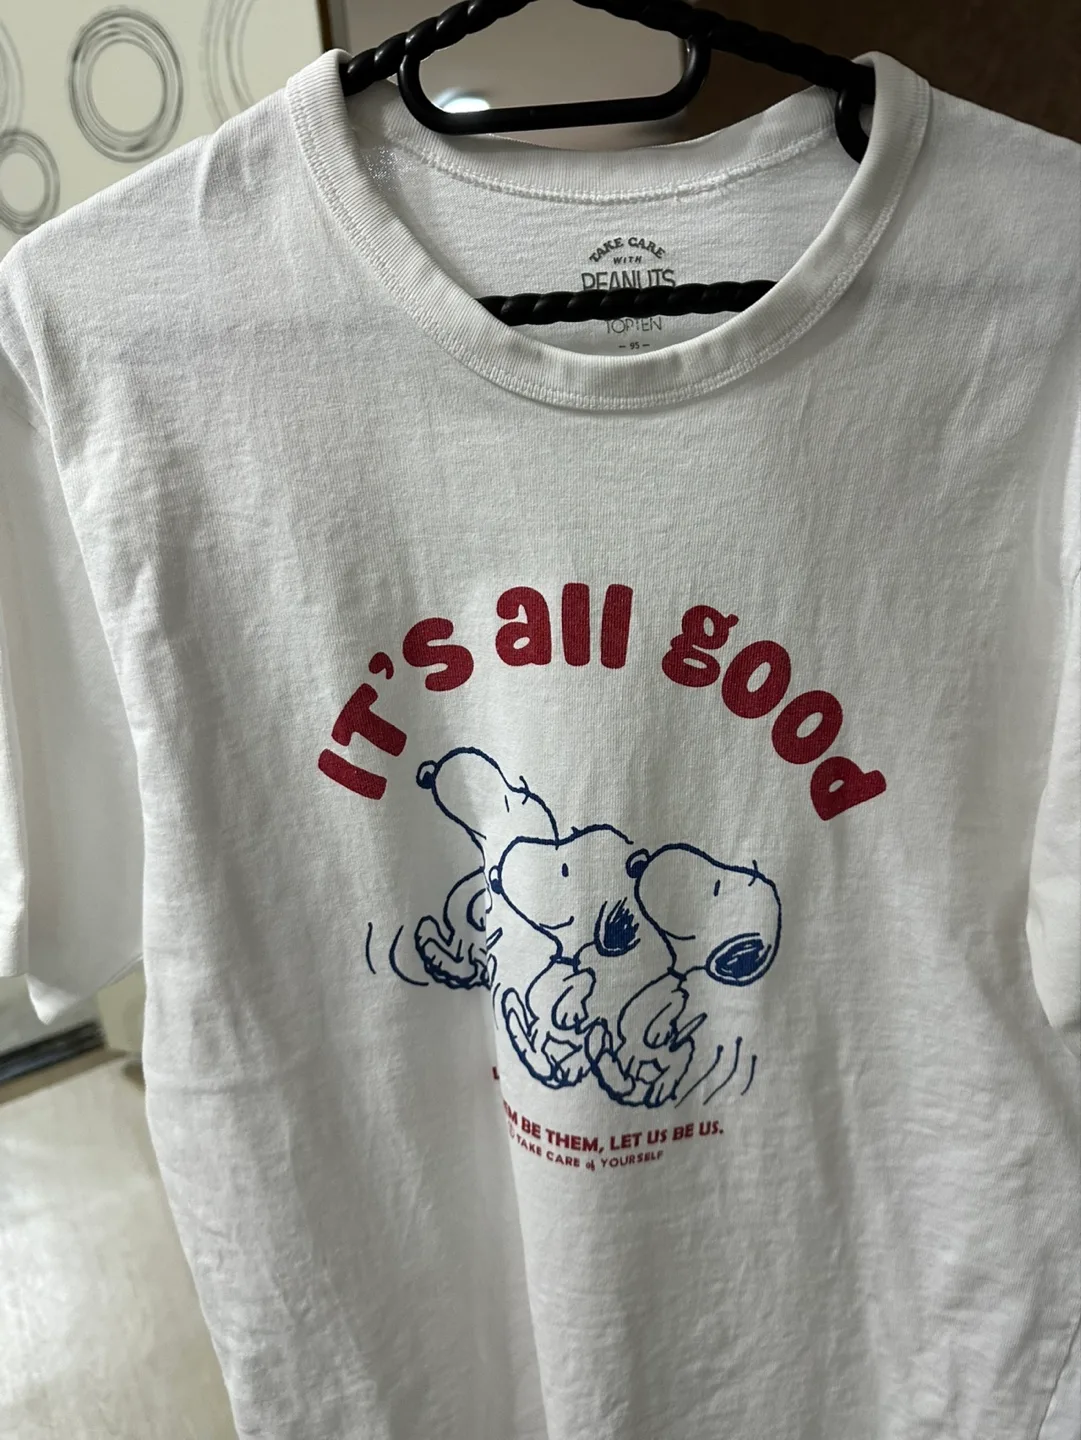 TAKE CARE
WITH
PEANUTS
TOPTEN
- 95 -
IT's all good
BE THEM, LET US BE US.
TAKE CARE of YOURSELF